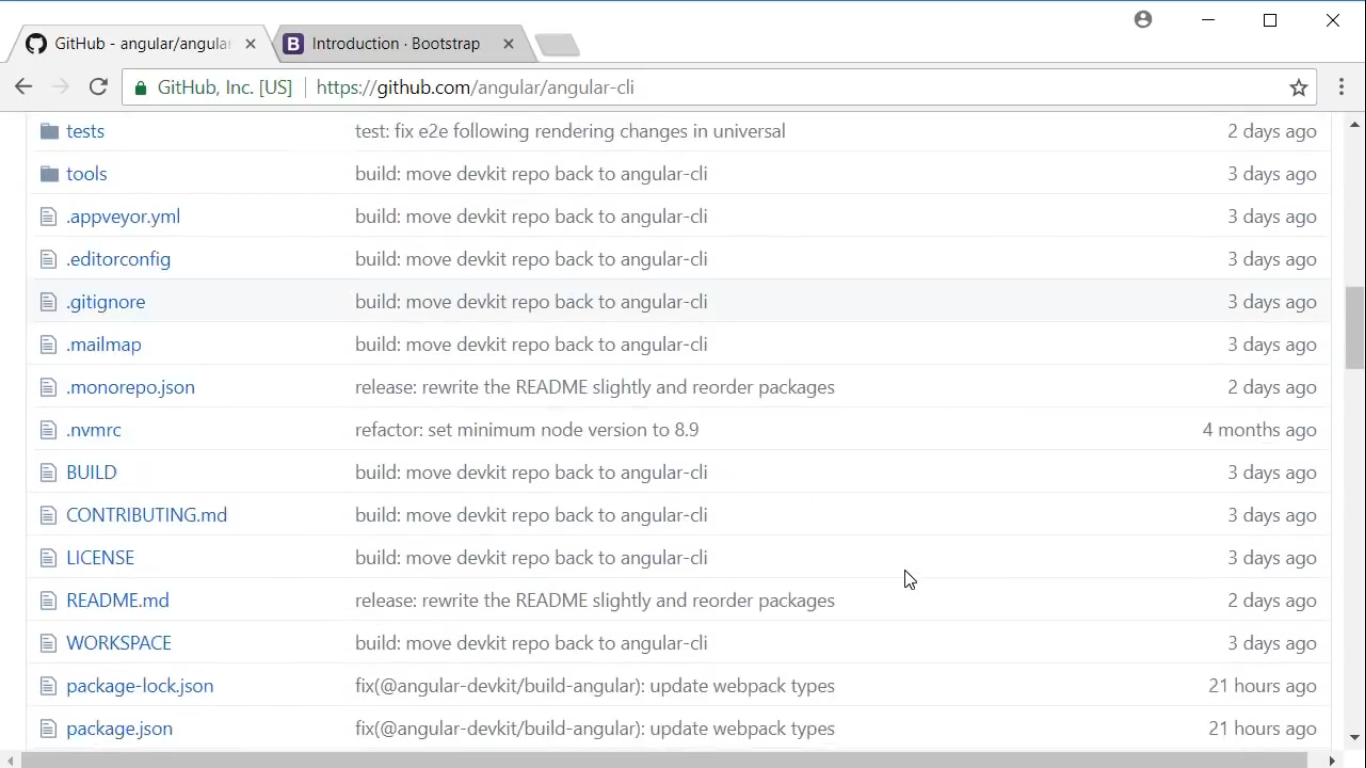 GitHub - angular/angula
Introduction · Bootstrap
GitHub, Inc. [US] https://github.com/angular/angular-cli
tests test: fix e2e following rendering changes in universal 2 days ago
tools build: move devkit repo back to angular-cli 3 days ago
.appveyor.yml build: move devkit repo back to angular-cli 3 days ago
.editorconfig build: move devkit repo back to angular-cli 3 days ago
.gitignore build: move devkit repo back to angular-cli 3 days ago
.mailmap build: move devkit repo back to angular-cli 3 days ago
.monorepo.json release: rewrite the README slightly and reorder packages 2 days ago
.nvmrc refactor: set minimum node version to 8.9 4 months ago
BUILD build: move devkit repo back to angular-cli 3 days ago
CONTRIBUTING.md build: move devkit repo back to angular-cli 3 days ago
LICENSE build: move devkit repo back to angular-cli 3 days ago
README.md release: rewrite the README slightly and reorder packages 2 days ago
WORKSPACE build: move devkit repo back to angular-cli 3 days ago
package-lock.json fix(@angular-devkit/build-angular): update webpack types 21 hours ago
package.json fix(@angular-devkit/build-angular): update webpack types 21 hours ago